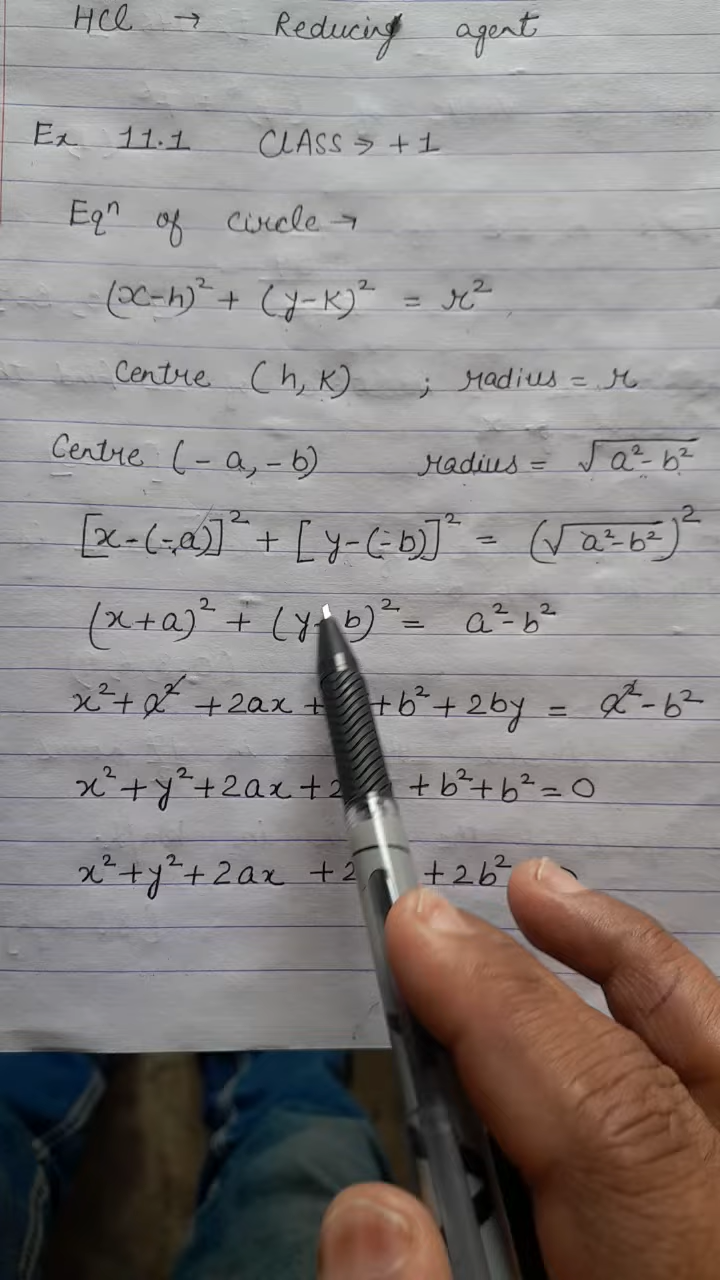 HCl → Reducing agent
Ex 11.1 CLASS → +1
Eqⁿ of circle →
(x-h)² + (y-K)² = r²
Centre (h, K) ; radius = r
Centre (-a, -b) radius = √a²-b²
[x-(-a)]² + [y-(-b)]² = (√a²-b²)²
(x+a)² + (y b)² = a²-b²
x² + a² + 2ax + +b² + 2by = a²-b²
x² + y² + 2ax + 2 + b² + b² = 0
x² + y² + 2ax + 2 + 2b²